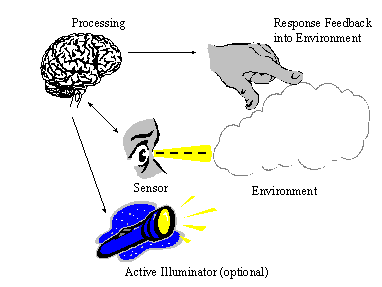 Processing
Response Feedback
into Environment
Sensor
Environment
Active Illuminator (optional)